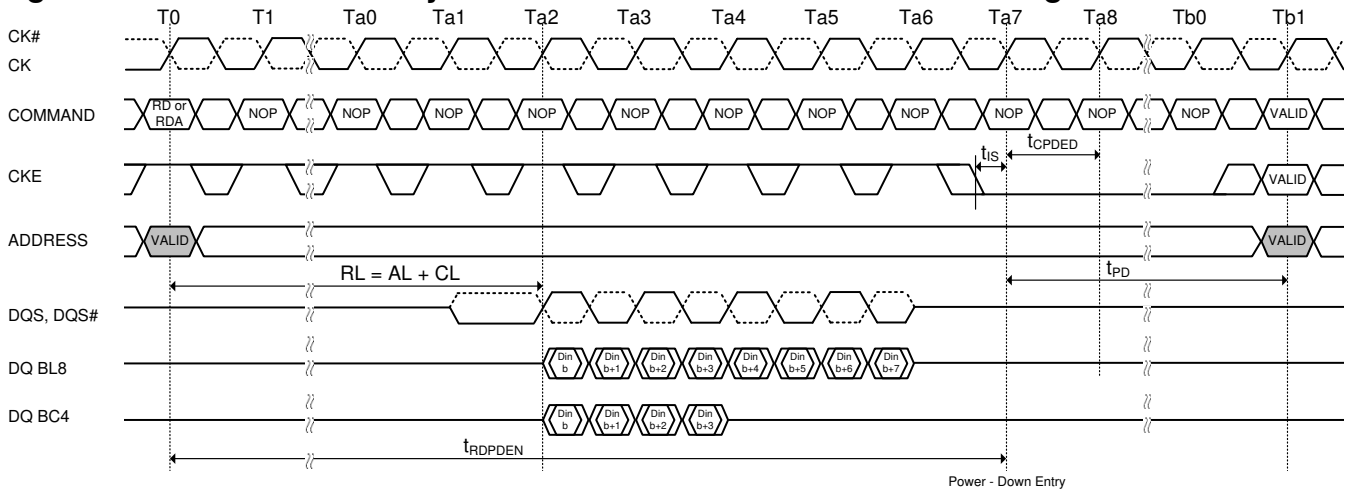 T0 T1 Ta0 Ta1 Ta2 Ta3 Ta4 Ta5 Ta6 Ta7 Ta8 Tb0 Tb1
CK#
CK
COMMAND RD or RDA NOP NOP NOP NOP NOP NOP NOP NOP NOP NOP NOP VALID
tIS tCPDED
CKE VALID
ADDRESS VALID VALID
RL = AL + CL tPD
DQS, DQS#
DQ BL8 Din b Din b+1 Din b+2 Din b+3 Din b+4 Din b+5 Din b+6 Din b+7
DQ BC4 Din b Din b+1 Din b+2 Din b+3
tRDPDEN
Power - Down Entry